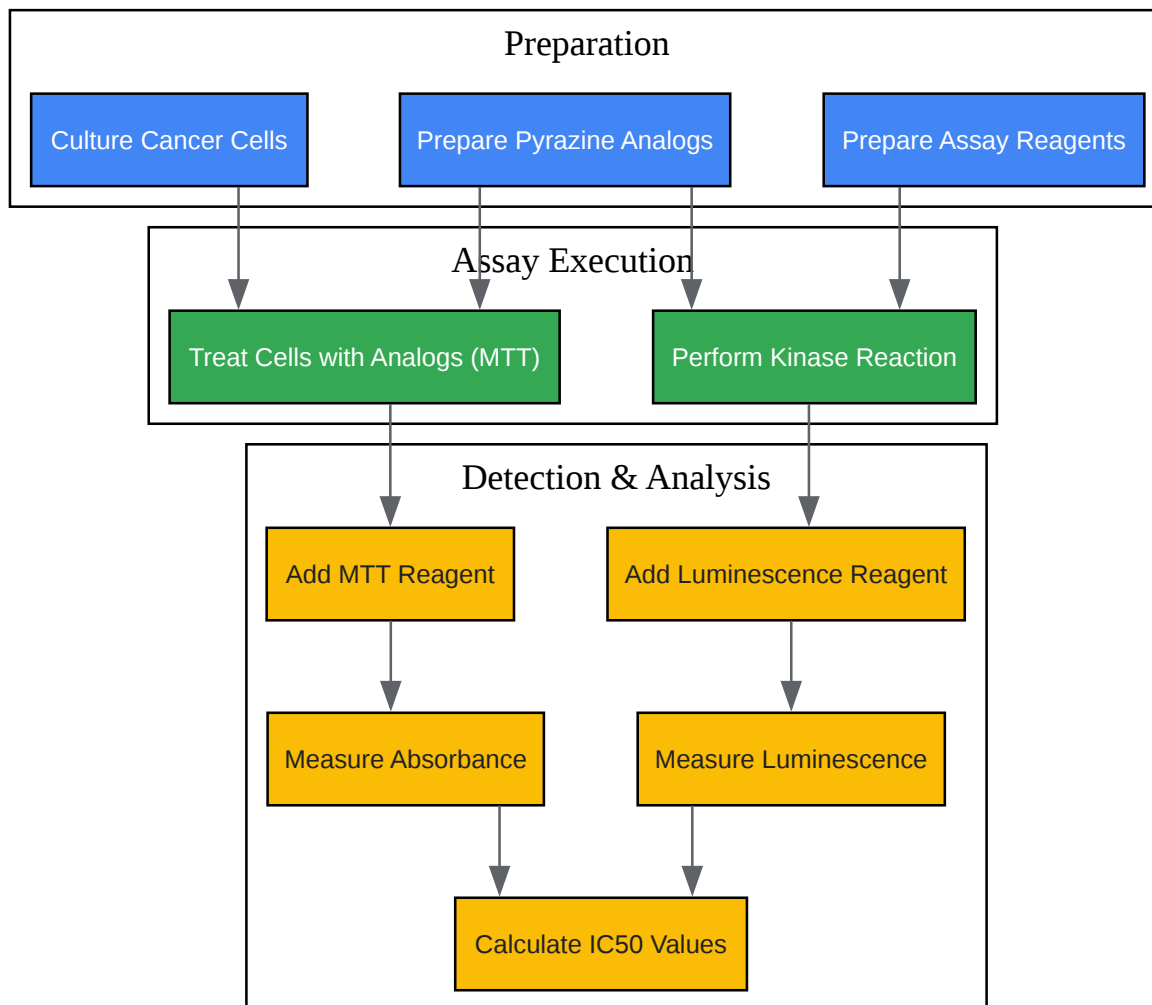 Preparation
Culture Cancer Cells
Prepare Pyrazine Analogs
Prepare Assay Reagents
Assay Execution
Treat Cells with Analogs (MTT)
Perform Kinase Reaction
Detection & Analysis
Add MTT Reagent
Add Luminescence Reagent
Measure Absorbance
Measure Luminescence
Calculate IC50 Values